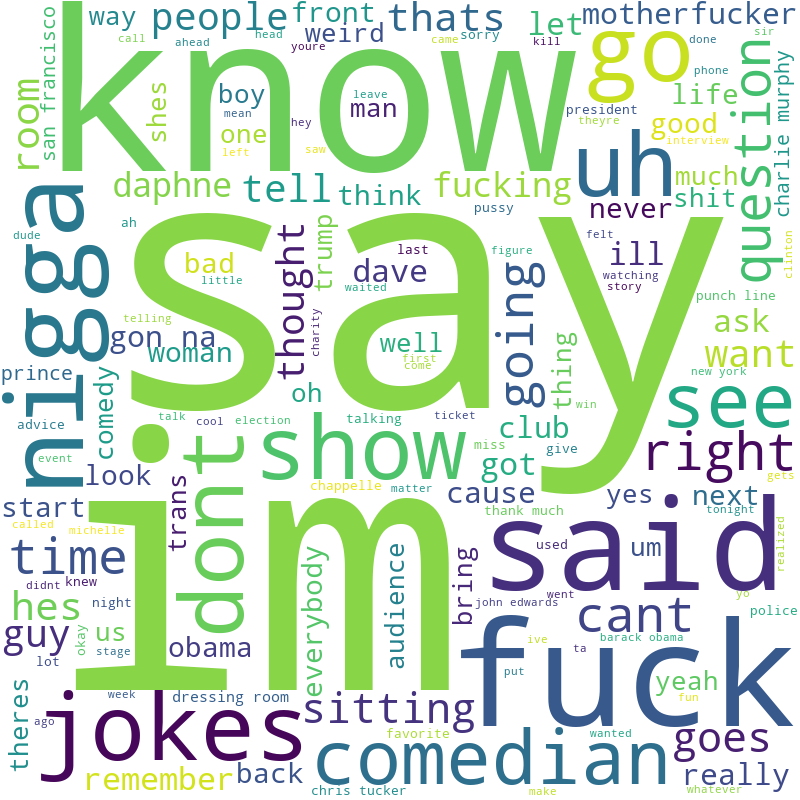 way
people
front
thats
let
motherfucker
call
ahead
head
youre
weird
sorry
came
kill
go
done
sir
know
room
san francisco
shes
boy
mean
hey
leave
man
one
left
saw
president
theyre
phone
life
good
interview
question
charlie murphy
nigga
daphne
tell
think
fucking
uh
much
shit
pussy
never
ah
dude
say
trump
last
figure
felt
ill
clinton
bad
little
thought
dave
waited
watching
story
going
punch line
telling
gon na
woman
charity
well
first
come
thing
ask
want
prince
comedy
oh
new york
advice
talk
cool
election
talking
ticket
win
see
event
look
dont
show
club
give
miss
right
gets
im
trans
chappelle
matter
got
cause
yes
next
start
called
michelle
thank much
said
tonight
time
didnt
knew
everybody
audience
bring
used
um
realized
hes
night
john edwards
went
cant
yo
police
guy
us
okay
stage
obama
barack obama
lot
ive
ta
fuck
put
yeah
theres
week
dressing room
sitting
fun
jokes
ago
favorite
comedian
wanted
goes
remember
back
chris tucker
make
really
whatever